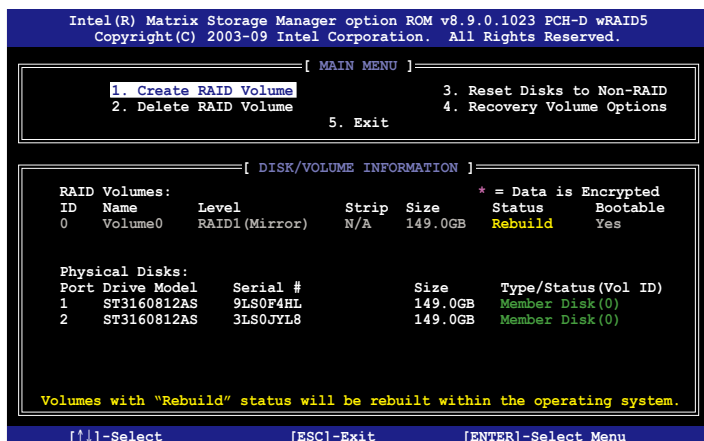 Intel(R) Matrix Storage Manager option ROM v8.9.0.1023 PCH-D wRAID5
Copyright(C) 2003-09 Intel Corporation. All Rights Reserved.
[ MAIN MENU ]
1. Create RAID Volume 3. Reset Disks to Non-RAID
2. Delete RAID Volume 4. Recovery Volume Options
5. Exit
[ DISK/VOLUME INFORMATION ]
RAID Volumes: * = Data is Encrypted
ID Name Level Strip Size Status Bootable
0 Volume0 RAID1(Mirror) N/A 149.0GB Rebuild Yes
Physical Disks:
Port Drive Model Serial # Size Type/Status(Vol ID)
1 ST3160812AS 9LS0F4HL 149.0GB Member Disk(0)
2 ST3160812AS 3LS0JYL8 149.0GB Member Disk(0)
Volumes with “Rebuild” status will be rebuilt within the operating system.
[↑↓]-Select [ESC]-Exit [ENTER]-Select Menu